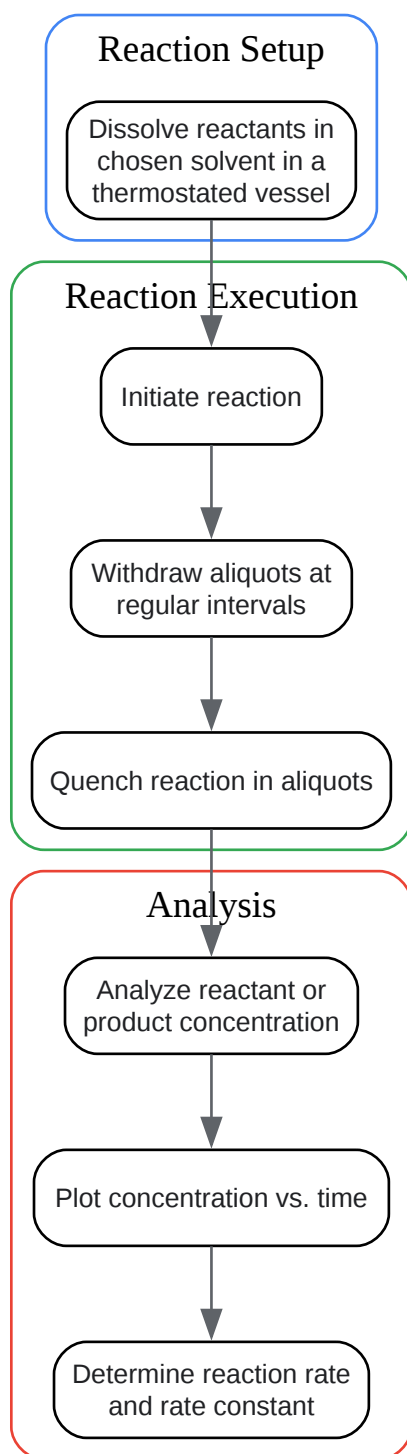 Reaction Setup
Dissolve reactants in
chosen solvent in a
thermostated vessel
Reaction Execution
Initiate reaction
Withdraw aliquots at
regular intervals
Quench reaction in aliquots
Analysis
Analyze reactant or
product concentration
Plot concentration vs. time
Determine reaction rate
and rate constant